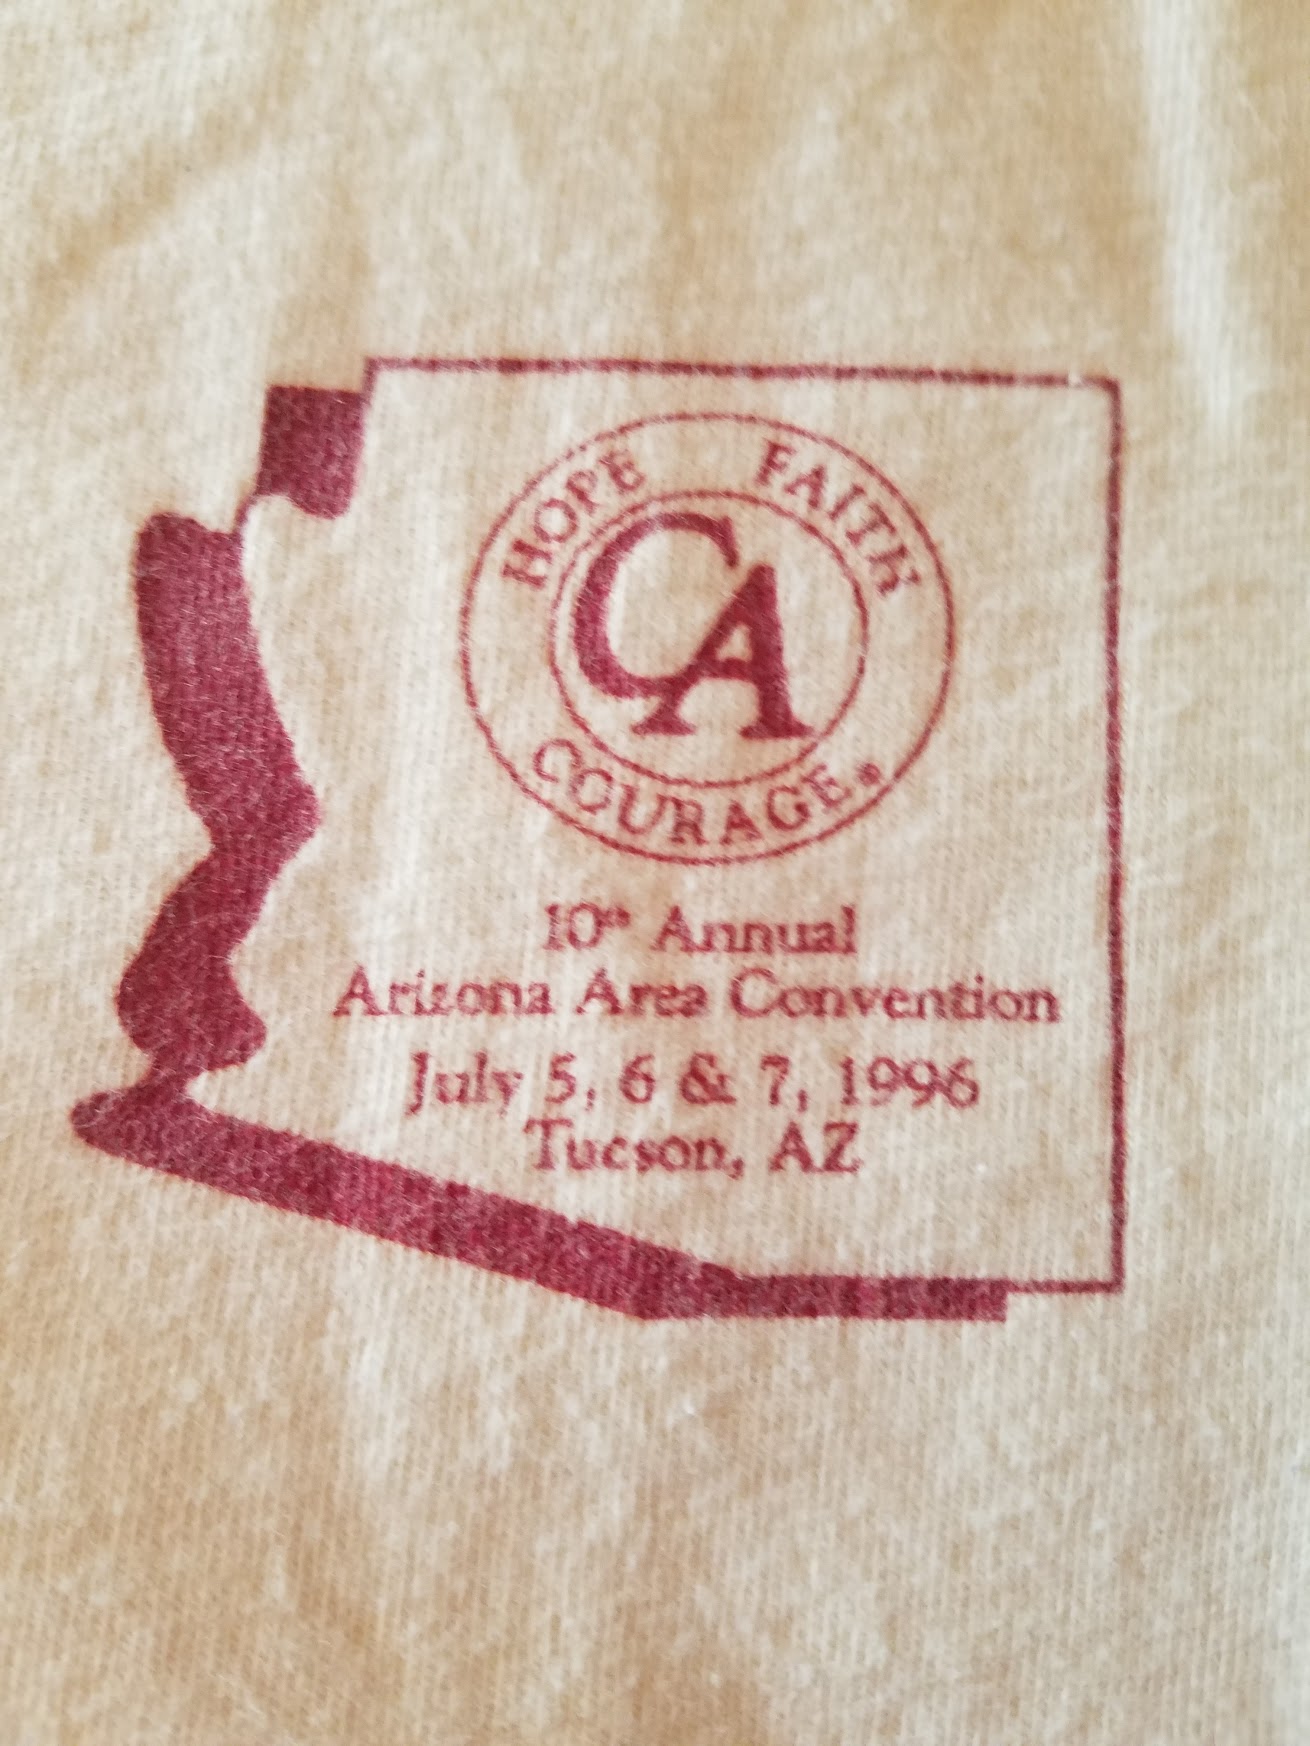 HOPE FAITH
CA
COURAGE®
10th Annual
Arizona Area Convention
July 5, 6 & 7, 1996
Tucson, AZ